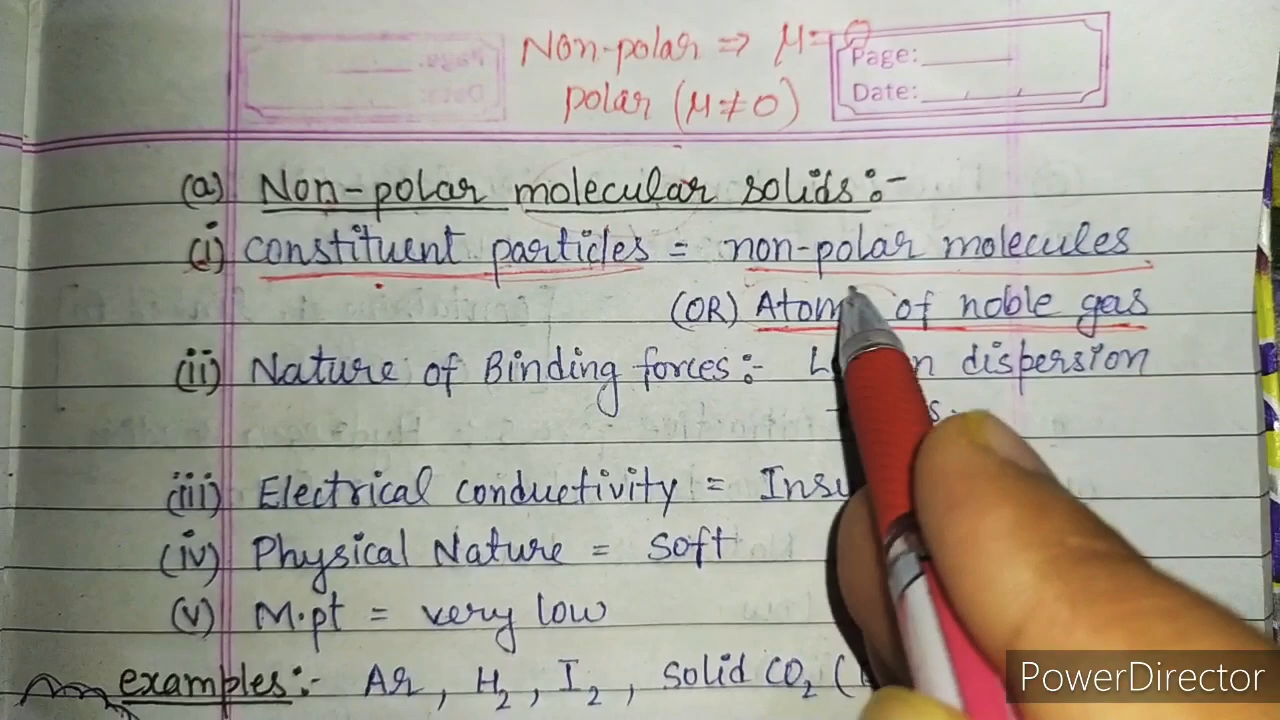 Non-polar ⇒ μ=0
polar (μ≠0)
Page:
Date:
(a) Non-polar molecular solids:-
(i) constituent particles = non-polar molecules
(OR) Atom of noble gas
(ii) Nature of Binding forces:- dispersion
(iii) Electrical conductivity =
(iv) Physical Nature = soft
(v) M.pt = very low
examples:- Ar, H₂, I₂, solid CO₂ (
PowerDirector